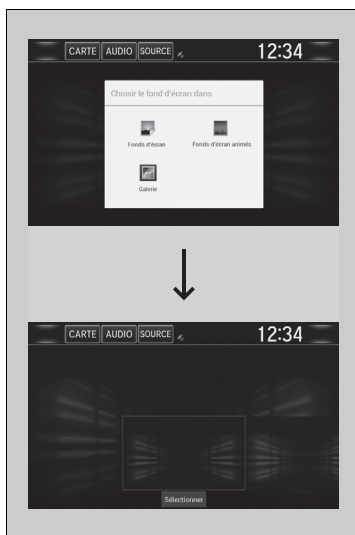 CARTE AUDIO SOURCE 12:34
Choisir le fond d'écran dans
Fonds d'écran Fonds d'écran animés
Galerie
CARTE AUDIO SOURCE 12:34
Sélectionner